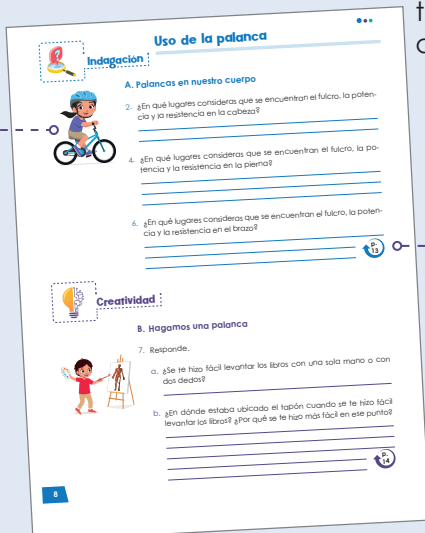 Uso de la palanca
Indagación
A. Palancas en nuestro cuerpo
2. ¿En qué lugares consideras que se encuentran el fulcro, la poten-
cia y la resistencia en la cabeza?
4. ¿En qué lugares consideras que se encuentran el fulcro, la po-
tencia y la resistencia en la pierna?
6. ¿En qué lugares consideras que se encuentran el fulcro, la poten-
cia y la resistencia en el brazo?
p.
13
Creatividad
B. Hagamos una palanca
7. Responde.
a. ¿Se te hizo fácil levantar los libros con una sola mano o con
dos dedos?
b. ¿En dónde estaba ubicado el tapón cuando se te hizo fácil
levantar los libros? ¿Por qué se te hizo más fácil en ese punto?
p.
14
8